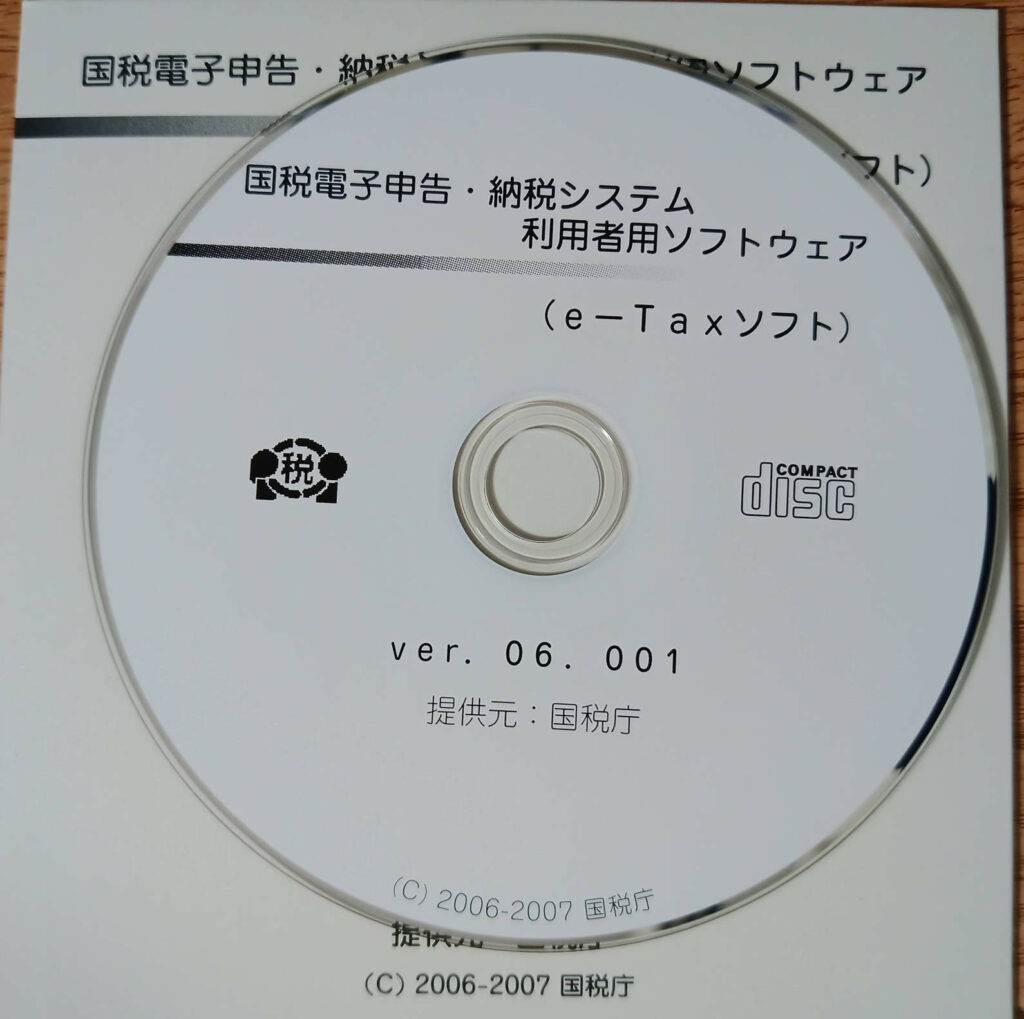 国税電子申告・納税
ソフトウェア
フト）
国税電子申告・納税システム
利用者用ソフトウェア
（ｅ－Ｔａｘソフト）
税
COMPACT
disc
ver. 06. 001
提供元：国税庁
(C) 2006-2007 国税庁
提供元
(C) 2006-2007 国税庁